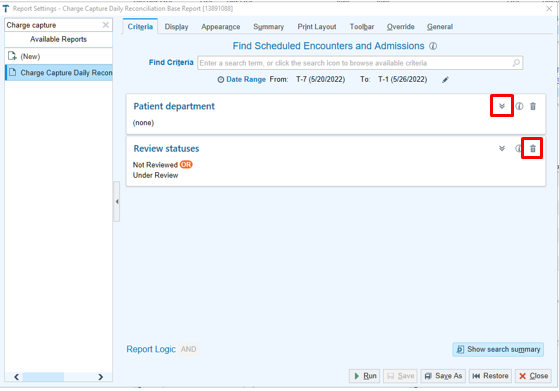 Report Settings - Charge Capture Daily Reconciliation Base Report [13891088]
Charge capture
Available Reports
(New)
Charge Capture Daily Recon
Criteria Display Appearance Summary Print Layout Toolbar Override General
Find Scheduled Encounters and Admissions
Find Criteria Enter a search term, or click the search icon to browse available criteria
Date Range From: T-7 (5/20/2022) To: T-1 (5/26/2022)
Patient department
(none)
Review statuses
Not Reviewed OR
Under Review
Report Logic AND
Show search summary
Run Save Save As Restore Close